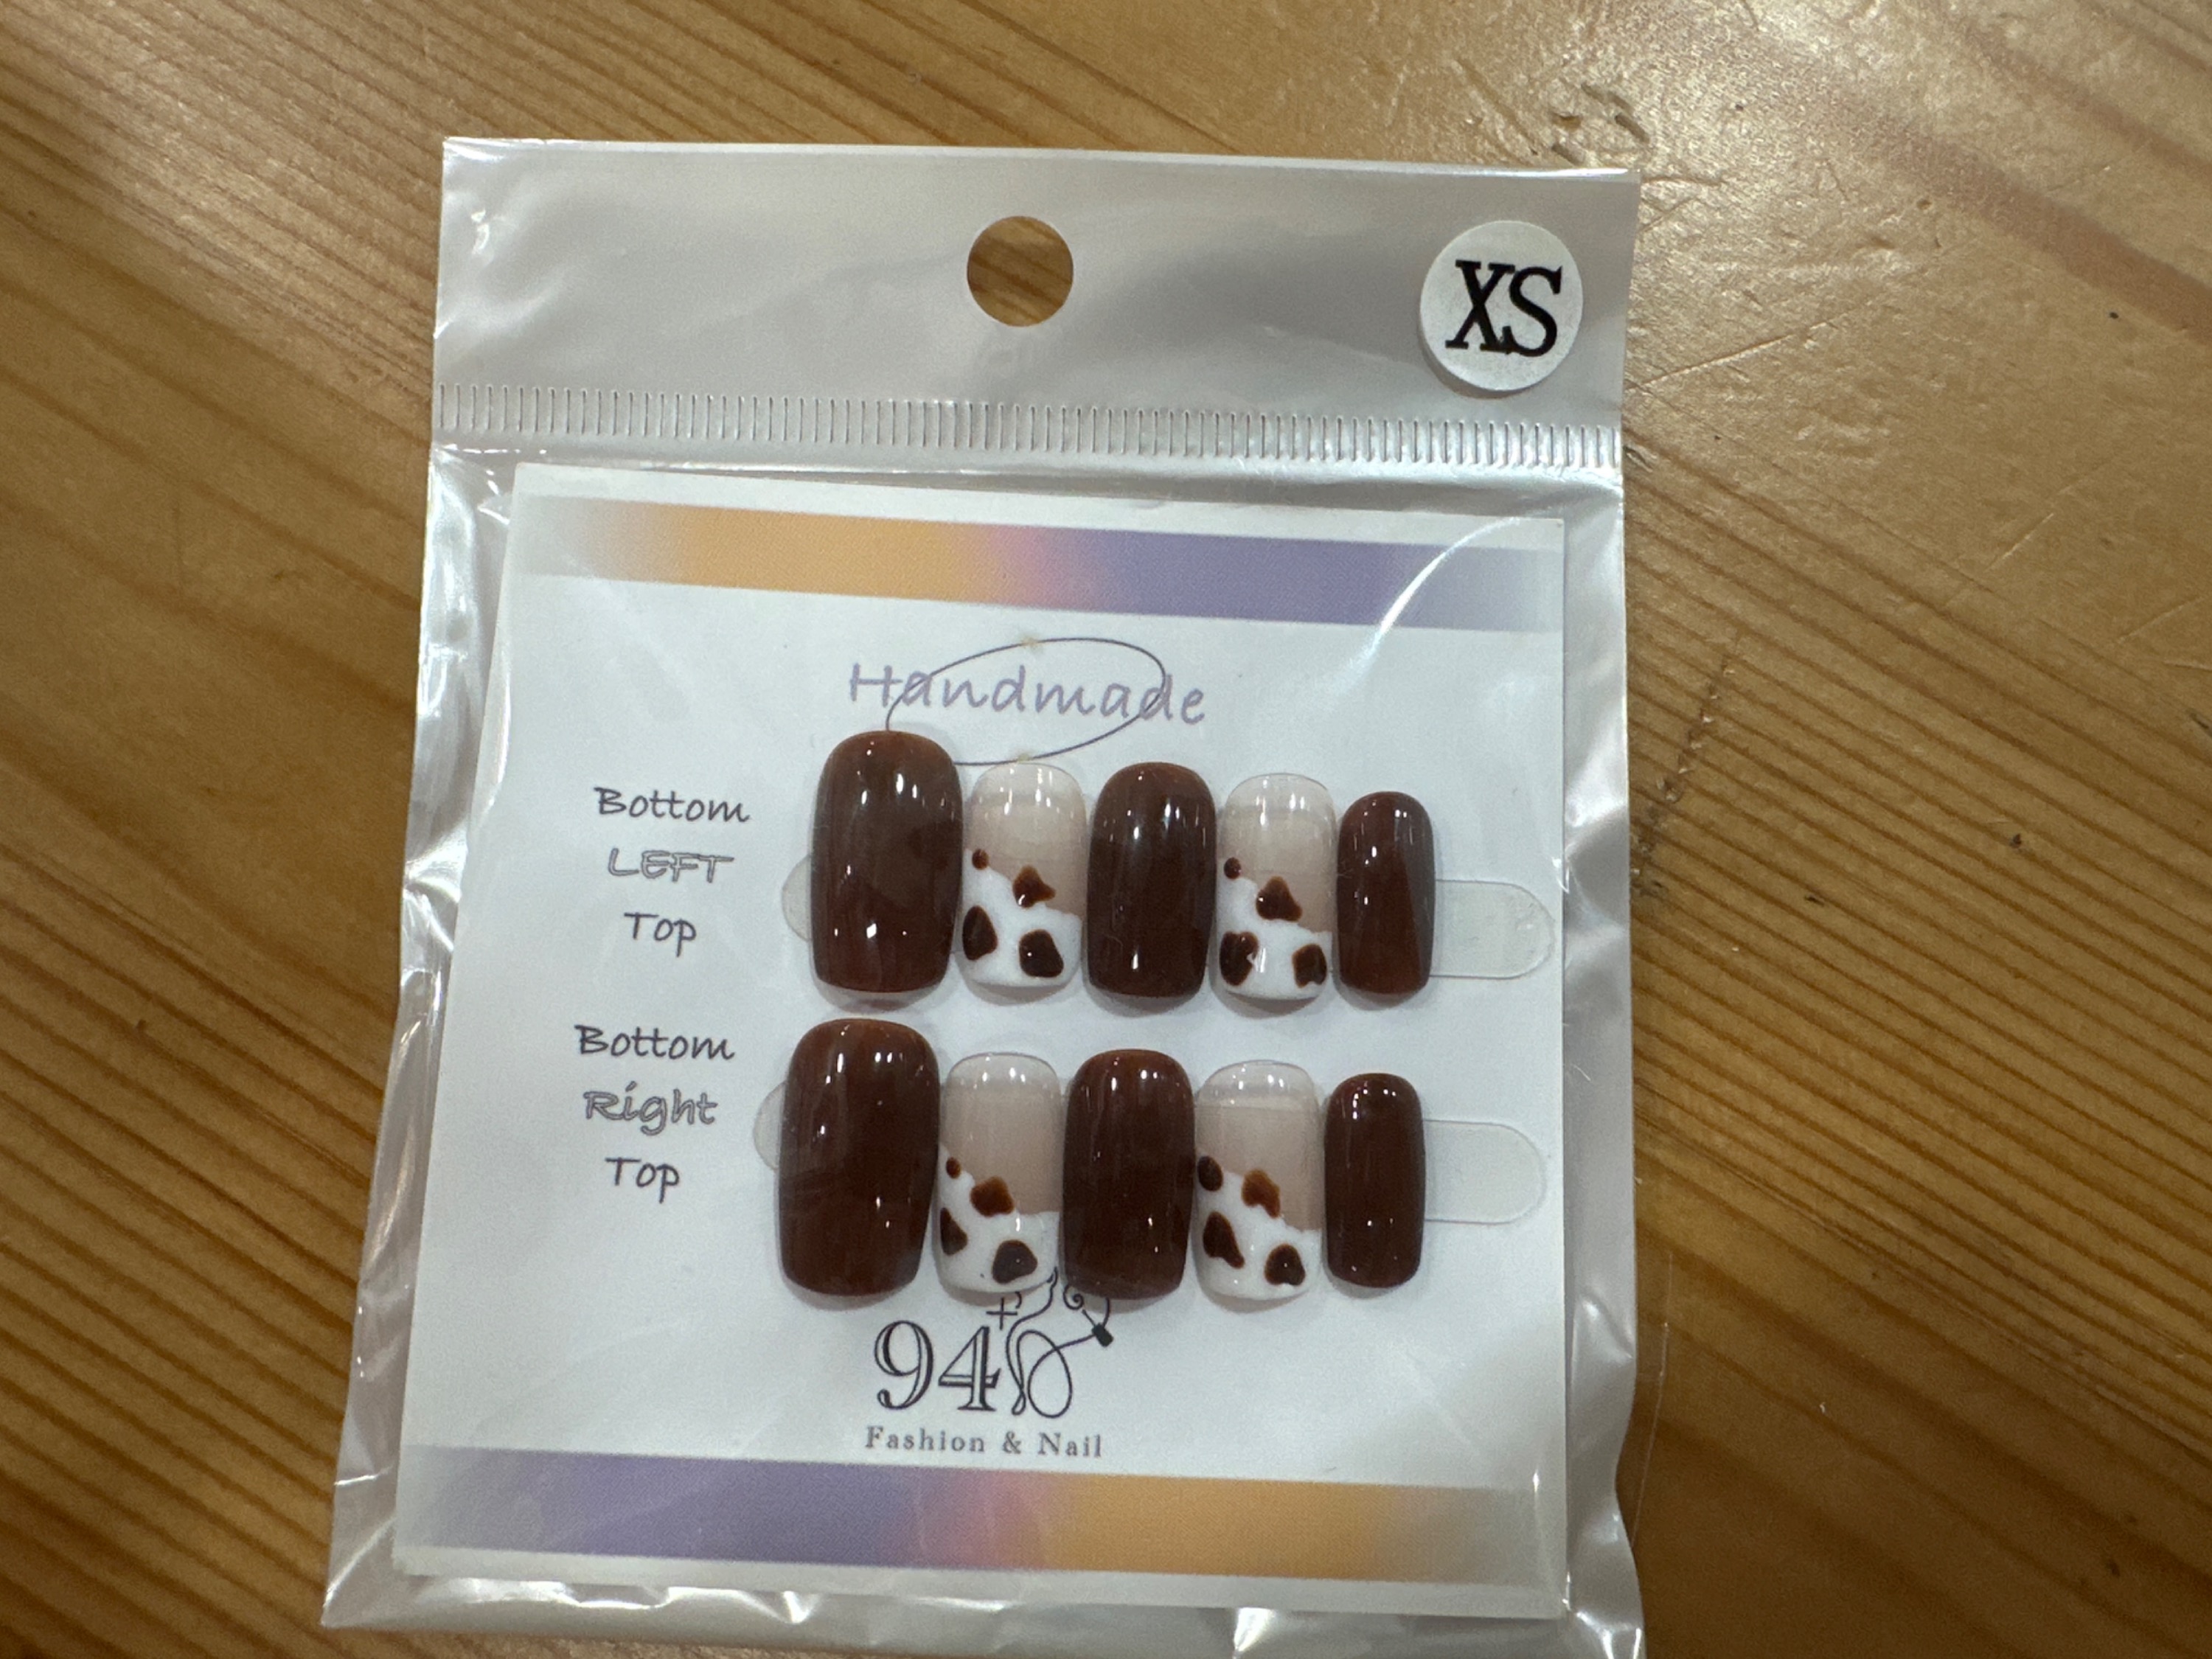 XS
Handmade
Bottom
LEFT
Top
Bottom
Right
Top
94
Fashion & Nail